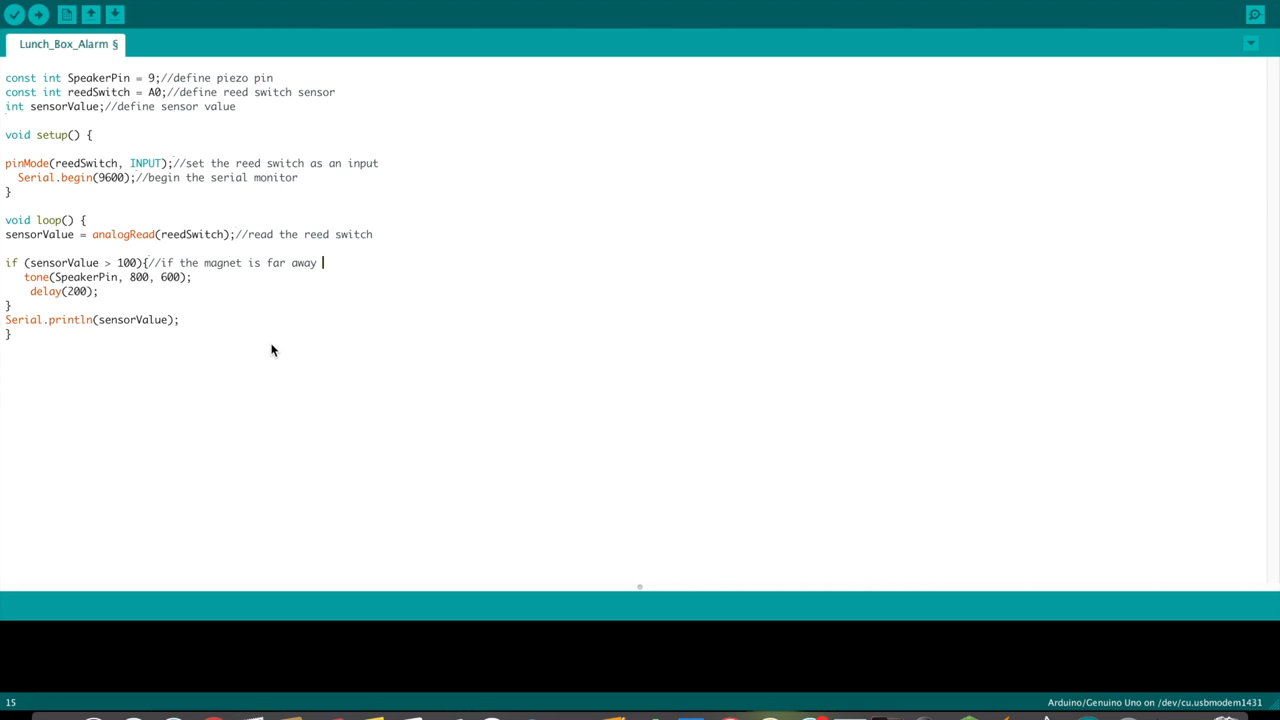 Lunch_Box_Alarm §
const int SpeakerPin = 9;//define piezo pin
const int reedSwitch = A0;//define reed switch sensor
int sensorValue;//define sensor value
void setup() {
pinMode(reedSwitch, INPUT);//set the reed switch as an input
Serial.begin(9600);//begin the serial monitor
}
void loop() {
sensorValue = analogRead(reedSwitch);//read the reed switch
if (sensorValue > 100){//if the magnet is far away
tone(SpeakerPin, 800, 600);
delay(200);
}
Serial.println(sensorValue);
}
15
Arduino/Genuino Uno on /dev/cu.usbmodem1431